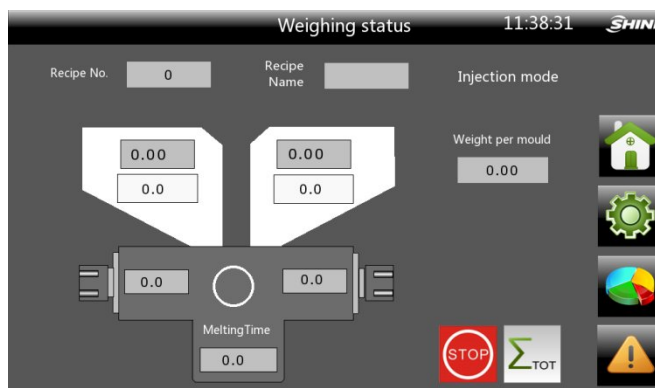 Weighing status
11:38:31
SHINI
Recipe No.
0
Recipe
Name
Injection mode
0.00
0.00
Weight per mould
0.0
0.0
0.00
0.0
0.0
MeltingTime
0.0
STOP
Σ TOT